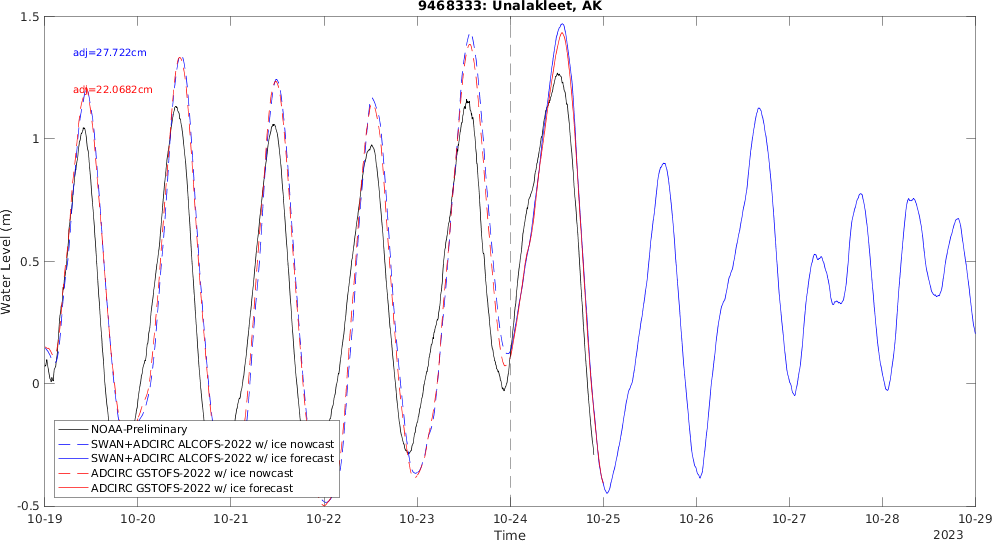 9468333: Unalakleet, AK
1.5
1
0.5
0
-0.5
Water Level (m)
adj=27.722cm
adj=22.0682cm
NOAA-Preliminary
SWAN+ADCIRC ALCOFS-2022 w/ ice nowcast
SWAN+ADCIRC ALCOFS-2022 w/ ice forecast
ADCIRC GSTOFS-2022 w/ ice nowcast
ADCIRC GSTOFS-2022 w/ ice forecast
10-19 10-20 10-21 10-22 10-23 10-24 10-25 10-26 10-27 10-28 10-29
Time
2023